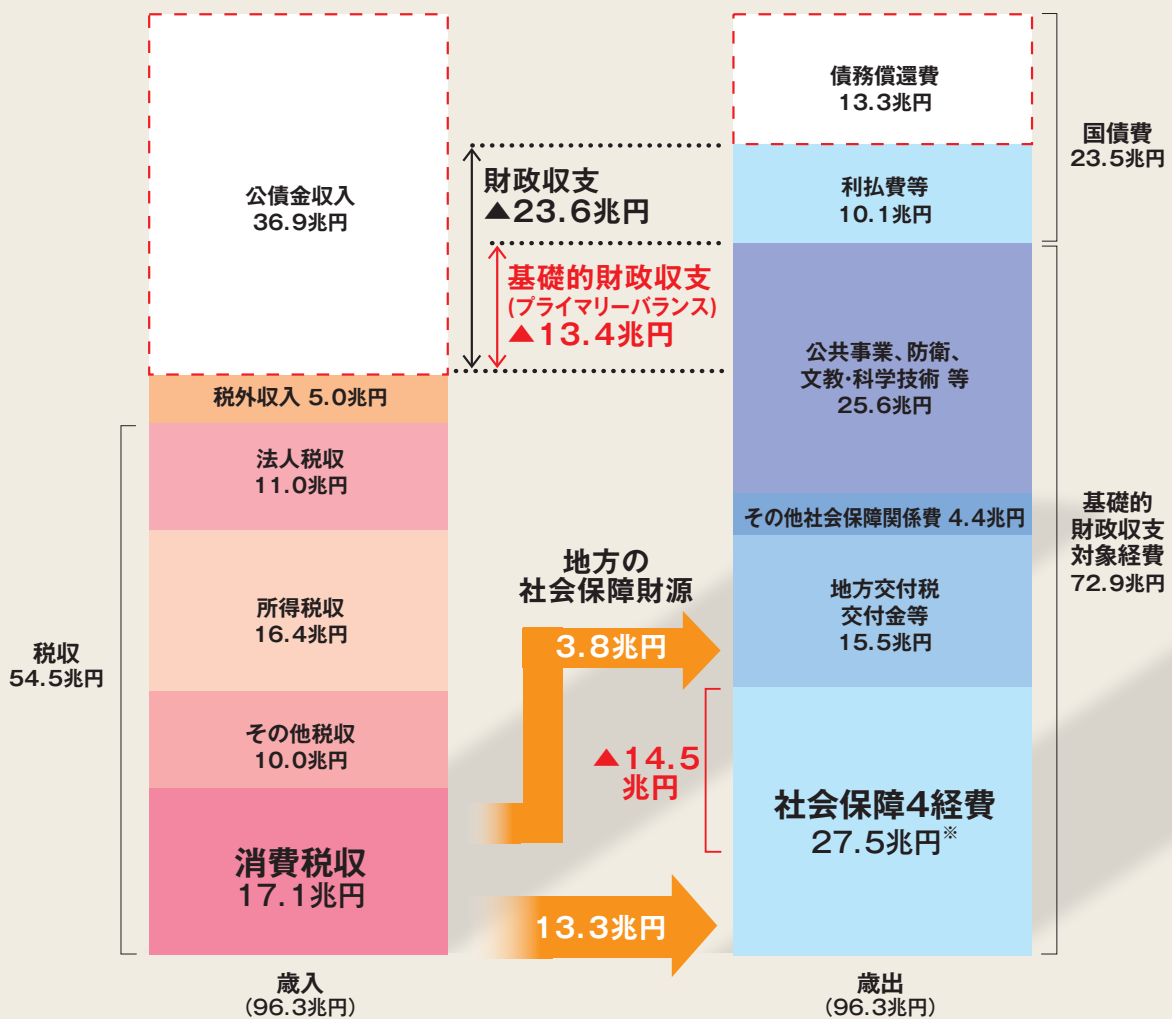 公債金収入
36.9兆円
税外収入 5.0兆円
法人税収
11.0兆円
所得税収
16.4兆円
その他税収
10.0兆円
消費税収
17.1兆円
税収
54.5兆円
歳入
(96.3兆円)
財政収支
▲23.6兆円
基礎的財政収支
(プライマリーバランス)
▲13.4兆円
地方の
社会保障財源
3.8兆円
▲14.5
兆円
13.3兆円
債務償還費
13.3兆円
利払費等
10.1兆円
公共事業、防衛、
文教・科学技術 等
25.6兆円
その他社会保障関係費 4.4兆円
地方交付税
交付金等
15.5兆円
社会保障4経費
27.5兆円※
歳出
(96.3兆円)
国債費
23.5兆円
基礎的
財政収支
対象経費
72.9兆円